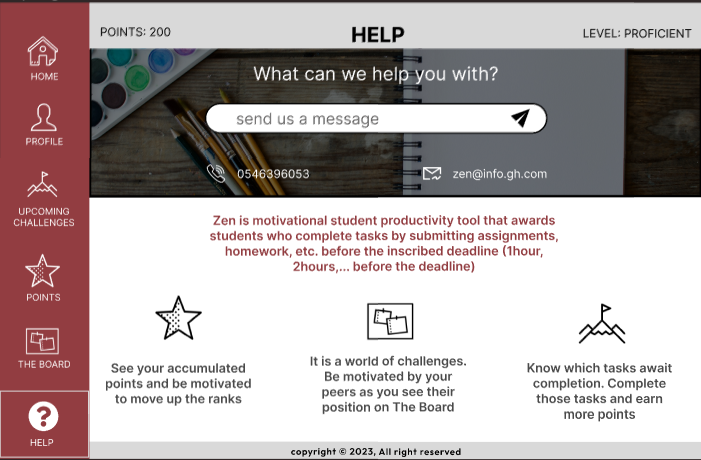 POINTS: 200
HELP
LEVEL: PROFICIENT
HOME
PROFILE
UPCOMING
CHALLENGES
POINTS
THE BOARD
HELP
What can we help you with?
send us a message
0546396053
zen@info.gh.com
Zen is motivational student productivity tool that awards
students who complete tasks by submitting assignments,
homework, etc. before the inscribed deadline (1hour,
2hours,... before the deadline)
See your accumulated
points and be motivated
to move up the ranks
It is a world of challenges.
Be motivated by your
peers as you see their
position on The Board
Know which tasks await
completion. Complete
those tasks and earn
more points
copyright © 2023, All right reserved